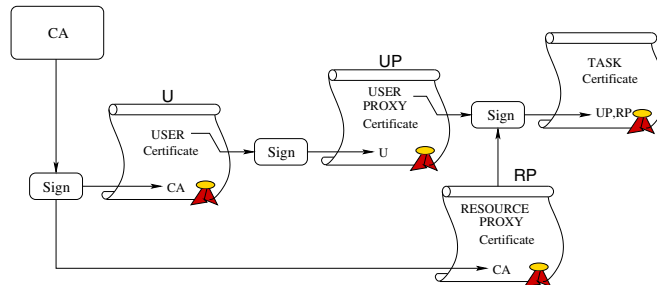 CA
U
USER
Certificate
Sign
CA
Sign
UP
USER
PROXY
Certificate
U
Sign
TASK
Certificate
UP,RP
RP
RESOURCE
PROXY
Certificate
CA